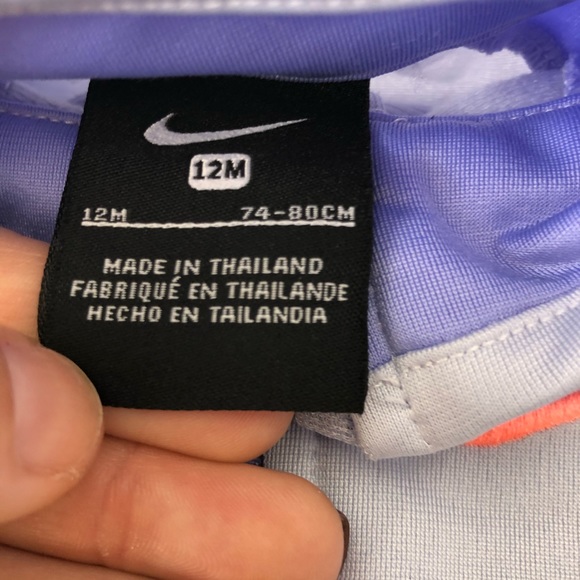 12M
12M 74-80CM
MADE IN THAILAND
FABRIQUÉ EN THAILANDE
HECHO EN TAILANDIA